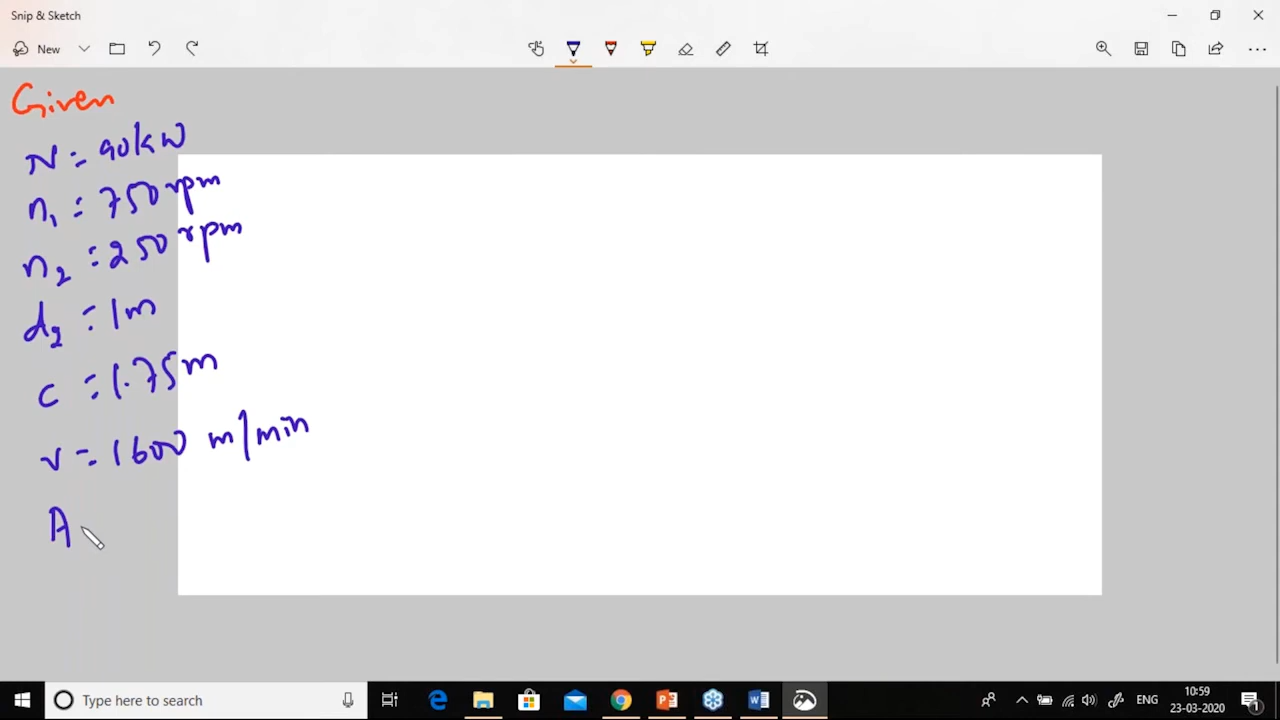 Snip & Sketch
New
Given
N = 90kW
n1 = 750 rpm
n2 = 250 rpm
d2 = 1m
C = 1.75m
v = 1600 m/min
A
Type here to search
ENG
10:59
23-03-2020
1